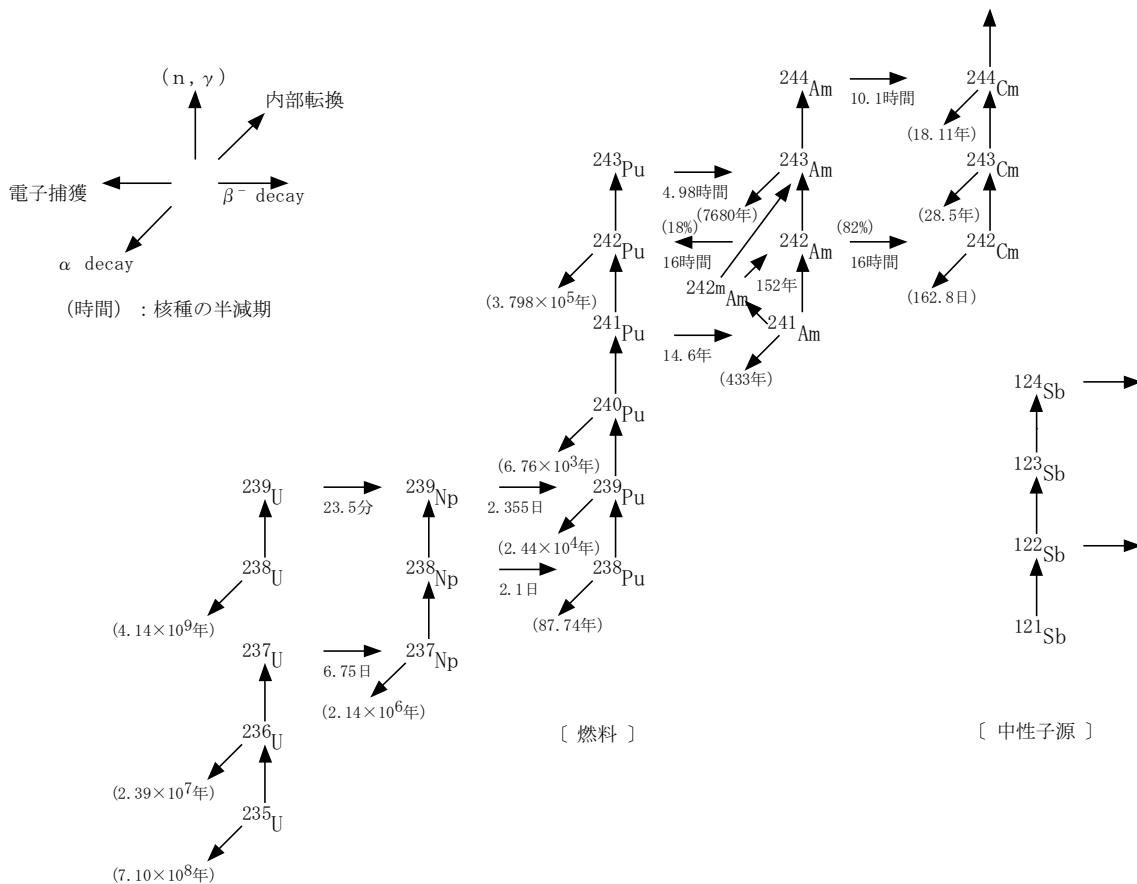 (n, γ)
内部転換
電子捕獲
β⁻ decay
α decay
(時間) : 核種の半減期
244Am
10.1時間
244Cm
(18.11年)
243Pu
4.98時間
243Am
(7680年)
243Cm
(28.5年)
242Pu
(18%)
16時間
242Am
(82%)
16時間
242Cm
(3.798×10⁵年)
242mAm
152年
(162.8日)
241Pu
14.6年
241Am
(433年)
240Pu
(6.76×10³年)
239U
23.5分
239Np
2.355日
239Pu
(2.44×10⁴年)
238U
(4.14×10⁹年)
238Np
2.1日
238Pu
(87.74年)
237U
6.75日
237Np
(2.14×10⁶年)
236U
(2.39×10⁷年)
235U
(7.10×10⁸年)
〔 燃料 〕
124Sb
123Sb
122Sb
121Sb
〔 中性子源 〕